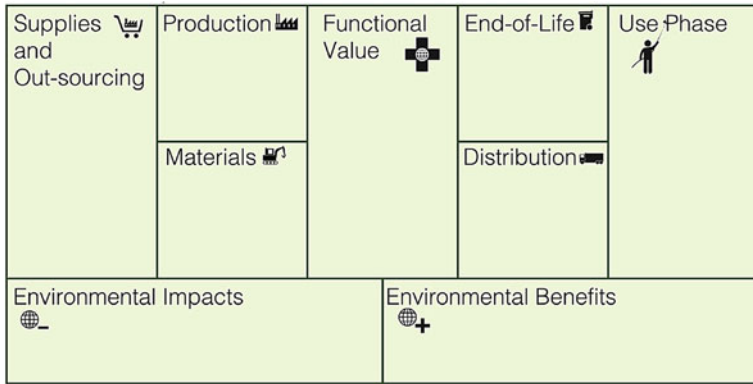 Supplies
and
Out-sourcing
Production
Materials
Functional
Value
End-of-Life
Distribution
Use Phase
Environmental Impacts
Environmental Benefits